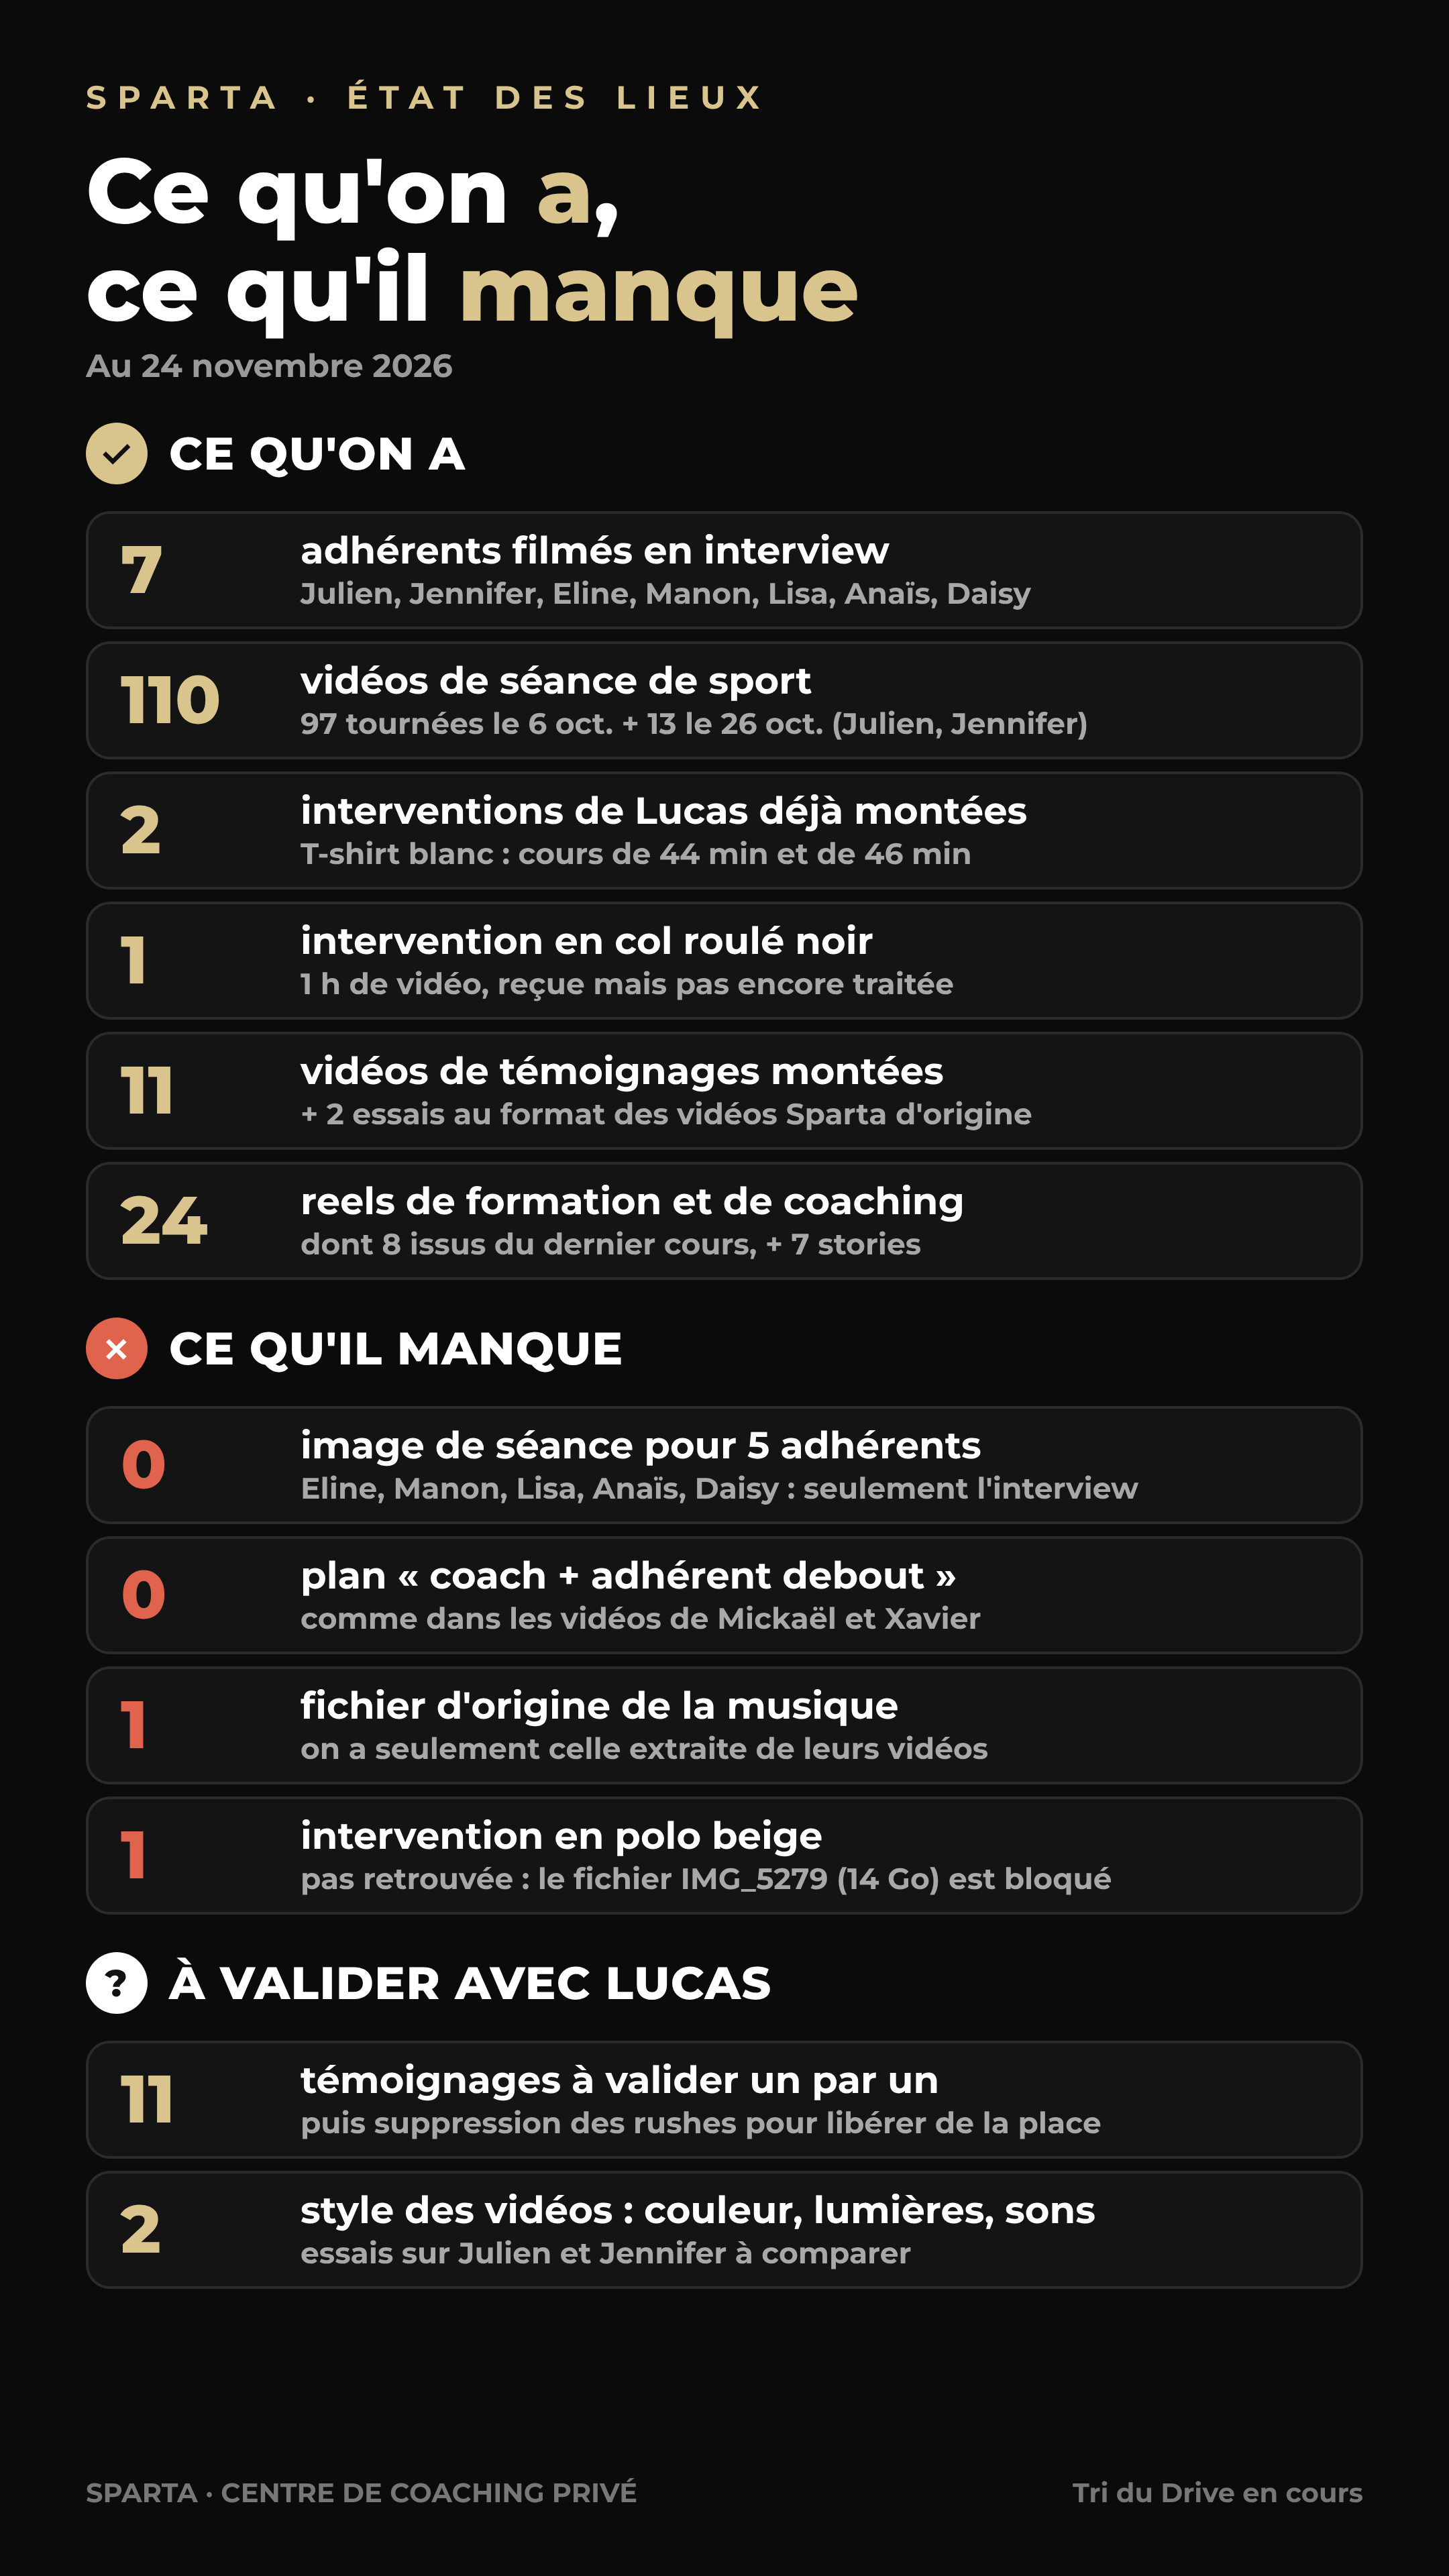 SPARTA · ÉTAT DES LIEUX
Ce qu'on a,
ce qu'il manque
Au 24 novembre 2026
CE QU'ON A
7
adhérents filmés en interview
Julien, Jennifer, Eline, Manon, Lisa, Anaïs, Daisy
110
vidéos de séance de sport
97 tournées le 6 oct. + 13 le 26 oct. (Julien, Jennifer)
2
interventions de Lucas déjà montées
T-shirt blanc : cours de 44 min et de 46 min
1
intervention en col roulé noir
1 h de vidéo, reçue mais pas encore traitée
11
vidéos de témoignages montées
+ 2 essais au format des vidéos Sparta d'origine
24
reels de formation et de coaching
dont 8 issus du dernier cours, + 7 stories
CE QU'IL MANQUE
0
image de séance pour 5 adhérents
Eline, Manon, Lisa, Anaïs, Daisy : seulement l'interview
0
plan « coach + adhérent debout »
comme dans les vidéos de Mickaël et Xavier
1
fichier d'origine de la musique
on a seulement celle extraite de leurs vidéos
1
intervention en polo beige
pas retrouvée : le fichier IMG_5279 (14 Go) est bloqué
?
À VALIDER AVEC LUCAS
11
témoignages à valider un par un
puis suppression des rushes pour libérer de la place
2
style des vidéos : couleur, lumières, sons
essais sur Julien et Jennifer à comparer
SPARTA · CENTRE DE COACHING PRIVÉ
Tri du Drive en cours